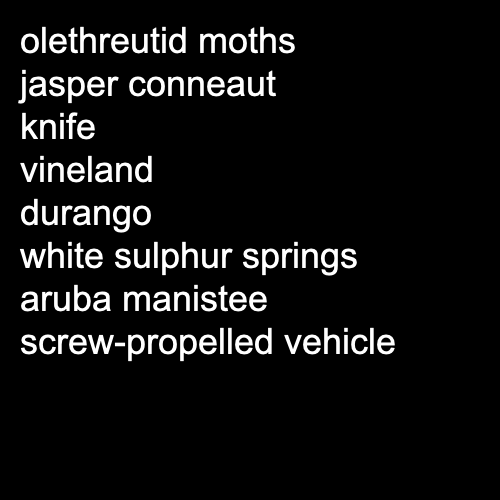 olethreutid moths
jasper conneaut
knife
vineland
durango
white sulphur springs
aruba manistee
screw-propelled vehicle